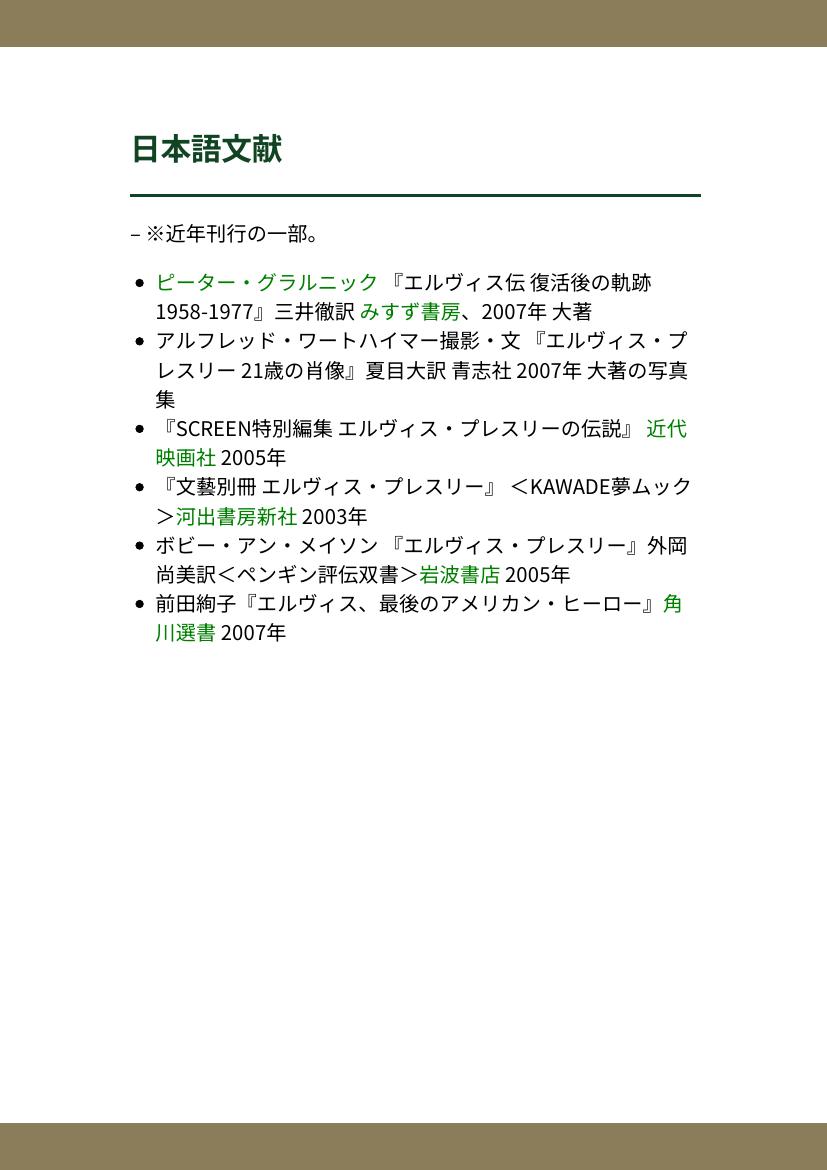 日本語文献
– ※近年刊行の一部。
● ピーター・グラルニック 『エルヴィス伝 復活後の軌跡
1958-1977』三井徹訳 みすず書房、2007年 大著
● アルフレッド・ワートハイマー撮影・文 『エルヴィス・プ
レスリー 21歳の肖像』夏目大訳 青志社 2007年 大著の写真
集
● 『SCREEN特別編集 エルヴィス・プレスリーの伝説』 近代
映画社 2005年
● 『文藝別冊 エルヴィス・プレスリー』 ＜KAWADE夢ムック
＞河出書房新社 2003年
● ボビー・アン・メイソン 『エルヴィス・プレスリー』外岡
尚美訳＜ペンギン評伝双書＞岩波書店 2005年
● 前田絢子『エルヴィス、最後のアメリカン・ヒーロー』角
川選書 2007年